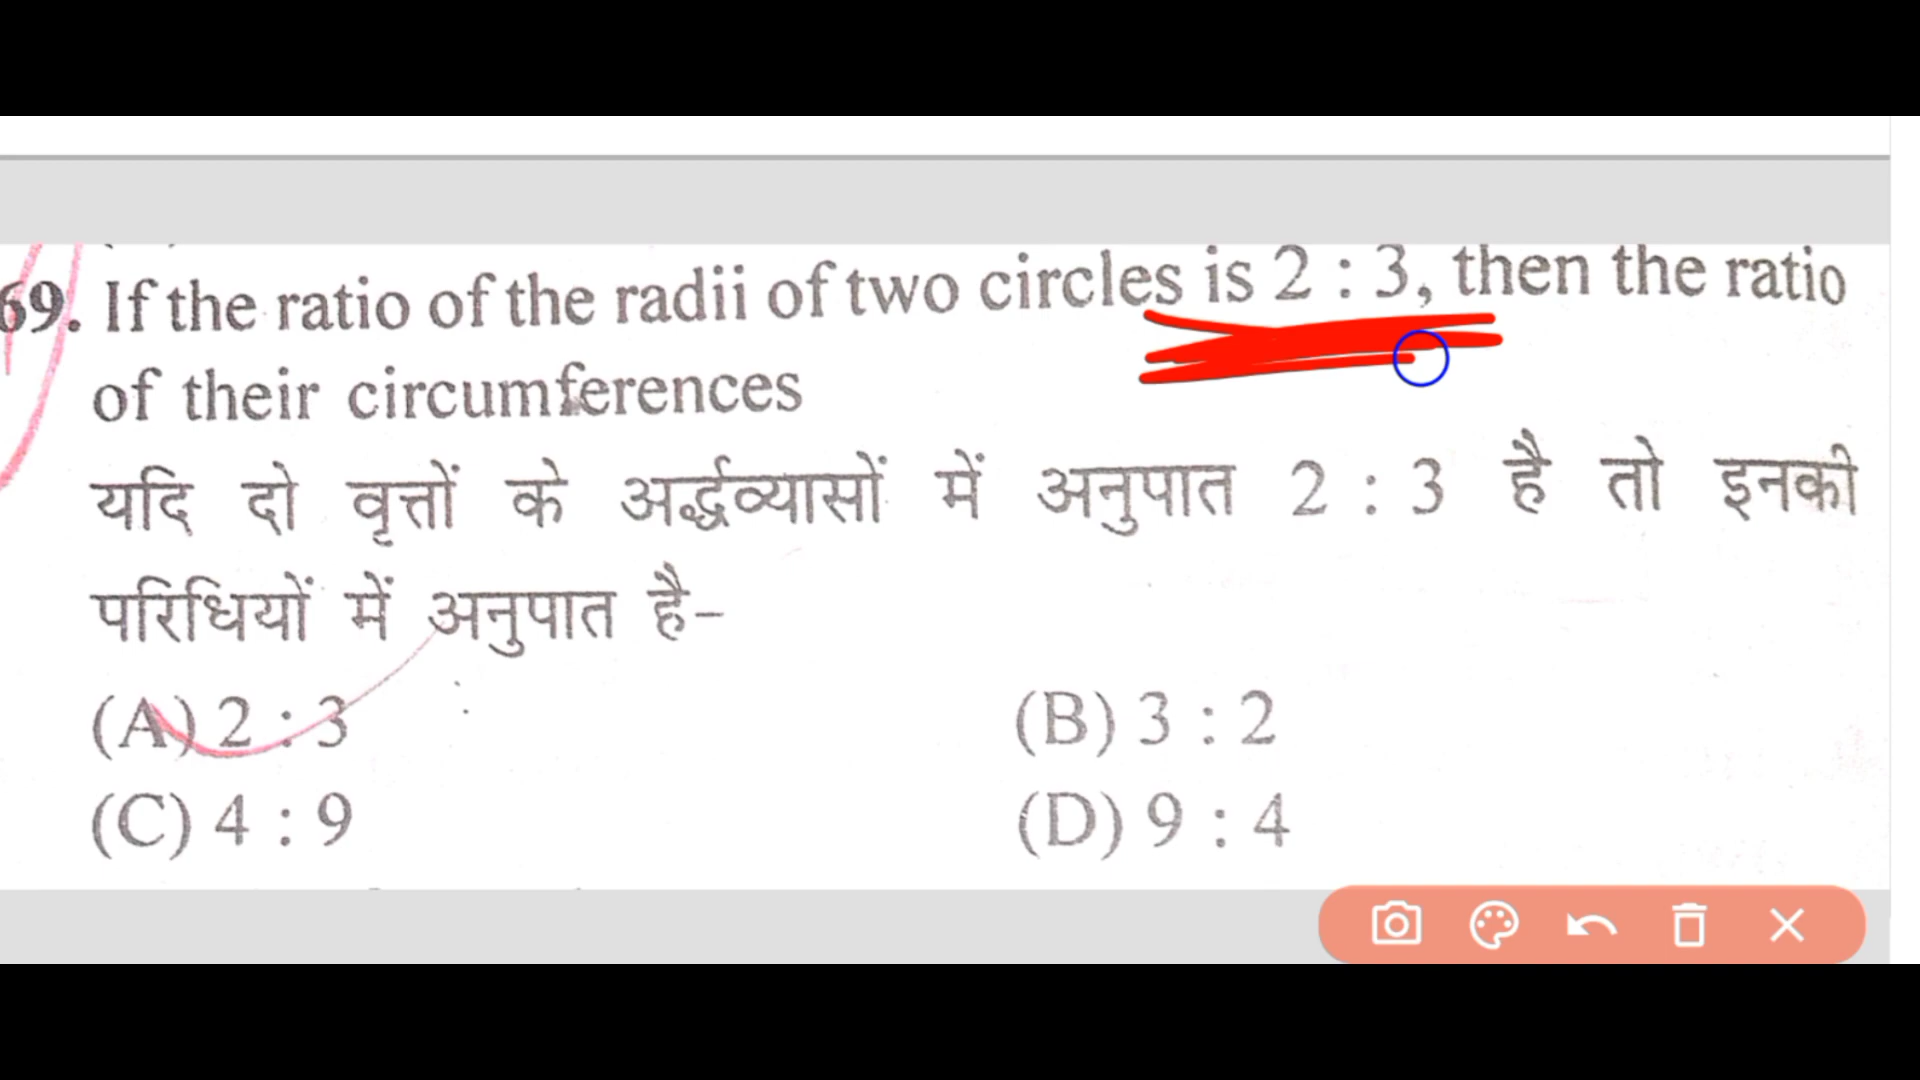 69. If the ratio of the radii of two circles is 2 : 3, then the ratio
of their circumferences
यदि दो वृत्तों के अर्द्धव्यासों में अनुपात 2 : 3 है तो इनकी
परिधियों में अनुपात है-
(A) 2 : 3 (B) 3 : 2
(C) 4 : 9 (D) 9 : 4